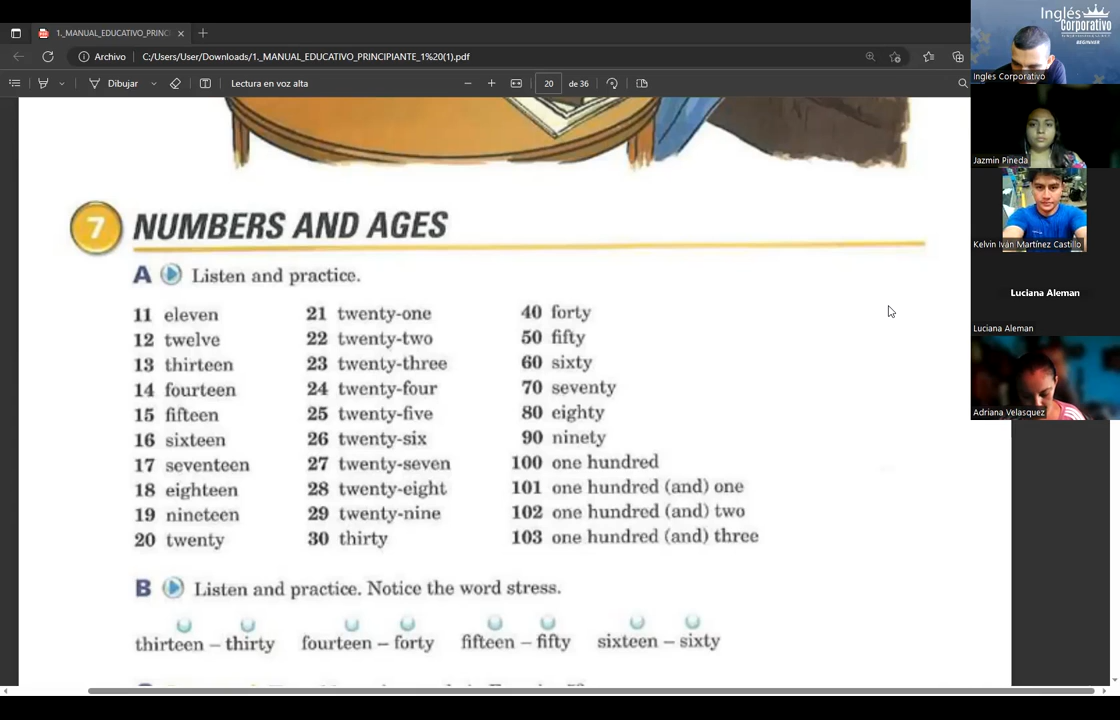 1._MANUAL_EDUCATIVO_PRINC
Archivo
C:/Users/User/Downloads/1._MANUAL_EDUCATIVO_PRINCIPIANTE_1%20(1).pdf
Dibujar
Lectura en voz alta
20
de 36
7 NUMBERS AND AGES
A Listen and practice.
11 eleven
12 twelve
13 thirteen
14 fourteen
15 fifteen
16 sixteen
17 seventeen
18 eighteen
19 nineteen
20 twenty
21 twenty-one
22 twenty-two
23 twenty-three
24 twenty-four
25 twenty-five
26 twenty-six
27 twenty-seven
28 twenty-eight
29 twenty-nine
30 thirty
40 forty
50 fifty
60 sixty
70 seventy
80 eighty
90 ninety
100 one hundred
101 one hundred (and) one
102 one hundred (and) two
103 one hundred (and) three
B Listen and practice. Notice the word stress.
thirteen – thirty fourteen – forty fifteen – fifty sixteen – sixty
Inglés
Corporativo
BEGINNER
Ingles Corporativo
Jazmin Pineda
Kelvin Iván Martínez Castillo
Luciana Aleman
Luciana Aleman
Adriana Velasquez